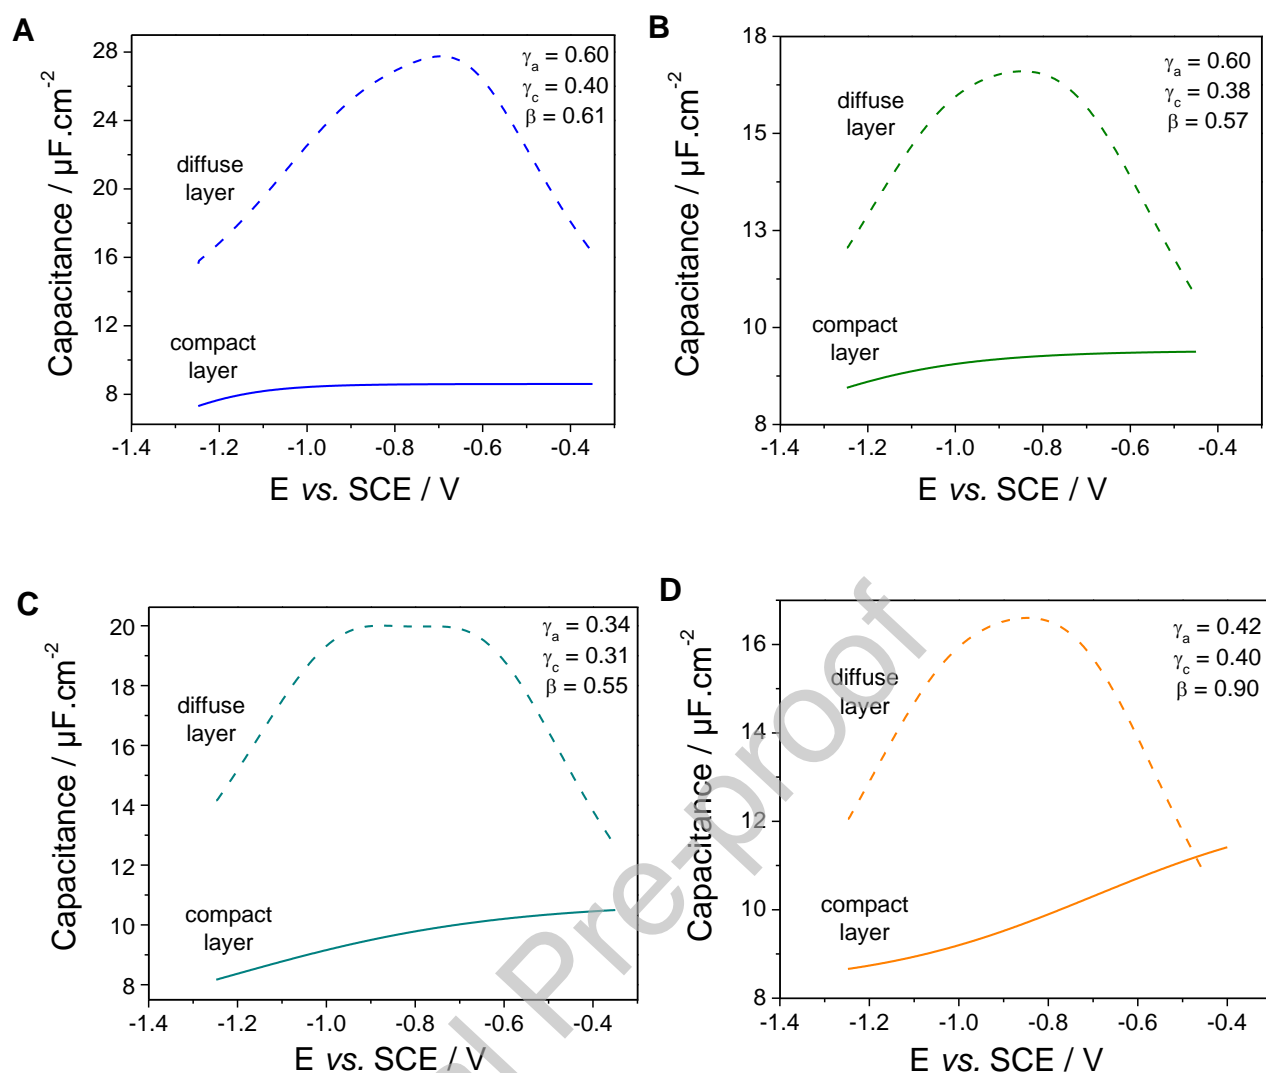 A
Capacitance / µF.cm-2
28
24
20
16
12
8
γa = 0.60
γc = 0.40
β = 0.61
diffuse
layer
compact
layer
-1.4 -1.2 -1.0 -0.8 -0.6 -0.4
E vs. SCE / V
B
Capacitance / µF.cm-2
18
15
13
10
8
γa = 0.60
γc = 0.38
β = 0.57
diffuse
layer
compact
layer
-1.4 -1.2 -1.0 -0.8 -0.6 -0.4
E vs. SCE / V
C
Capacitance / µF.cm-2
20
18
16
14
12
10
8
γa = 0.34
γc = 0.31
β = 0.55
diffuse
layer
compact
layer
-1.4 -1.2 -1.0 -0.8 -0.6 -0.4
E vs. SCE / V
D
Capacitance / µF.cm-2
16
14
12
10
8
γa = 0.42
γc = 0.40
β = 0.90
diffuse
layer
compact
layer
-1.4 -1.2 -1.0 -0.8 -0.6 -0.4
E vs. SCE / V
Pre-proof